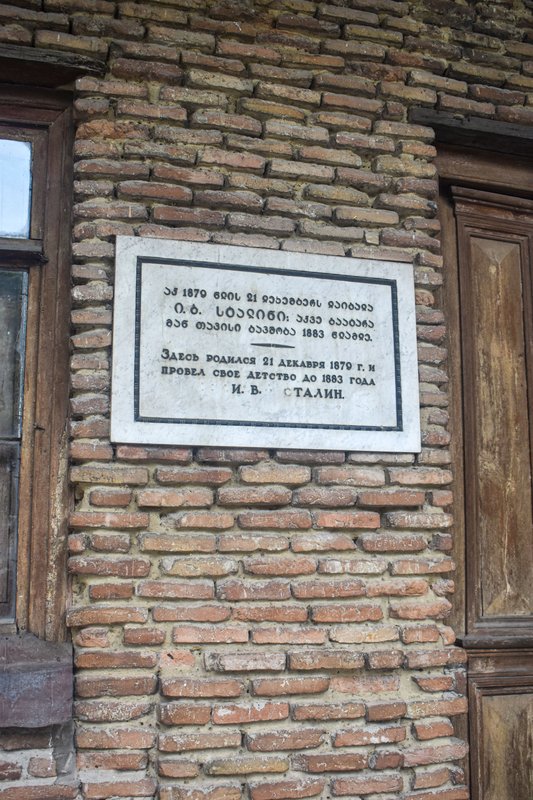 აქ 1879 წლის 21 დეკემბერს დაიბადა
ი. ბ. სტალინი; აქვე გაატარა
მან თავისი ბავშობა 1883 წლამდე.
Здесь родился 21 декабря 1879 г. и
провел свое детство до 1883 года
И. В. СТАЛИН.